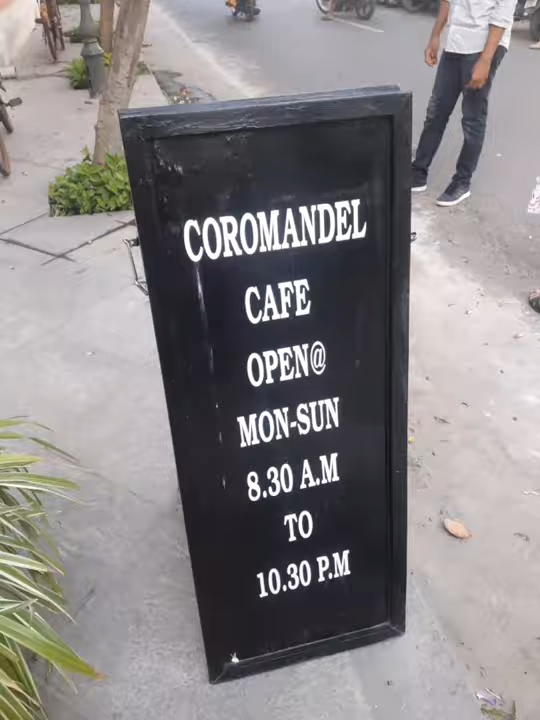 COROMANDEL
CAFE
OPEN@
MON-SUN
8.30 A.M
TO
10.30 P.M